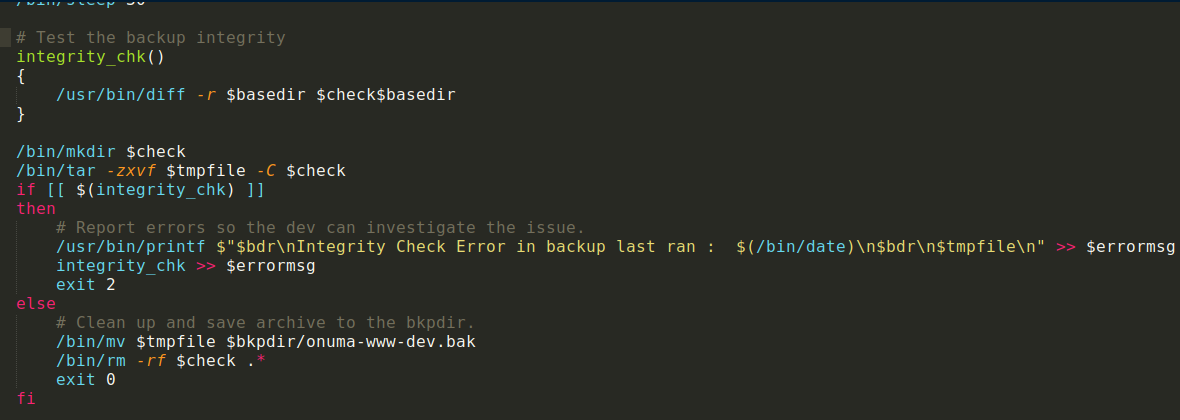 /bin/sleep 30
# Test the backup integrity
integrity_chk()
{
    /usr/bin/diff -r $basedir $check$basedir
}
/bin/mkdir $check
/bin/tar -zxvf $tmpfile -C $check
if [[ $(integrity_chk) ]]
then
    # Report errors so the dev can investigate the issue.
    /usr/bin/printf $"$bdr\nIntegrity Check Error in backup last ran :  $(/bin/date)\n$bdr\n$tmpfile\n" >> $errormsg
    integrity_chk >> $errormsg
    exit 2
else
    # Clean up and save archive to the bkpdir.
    /bin/mv $tmpfile $bkpdir/onuma-www-dev.bak
    /bin/rm -rf $check .*
    exit 0
fi